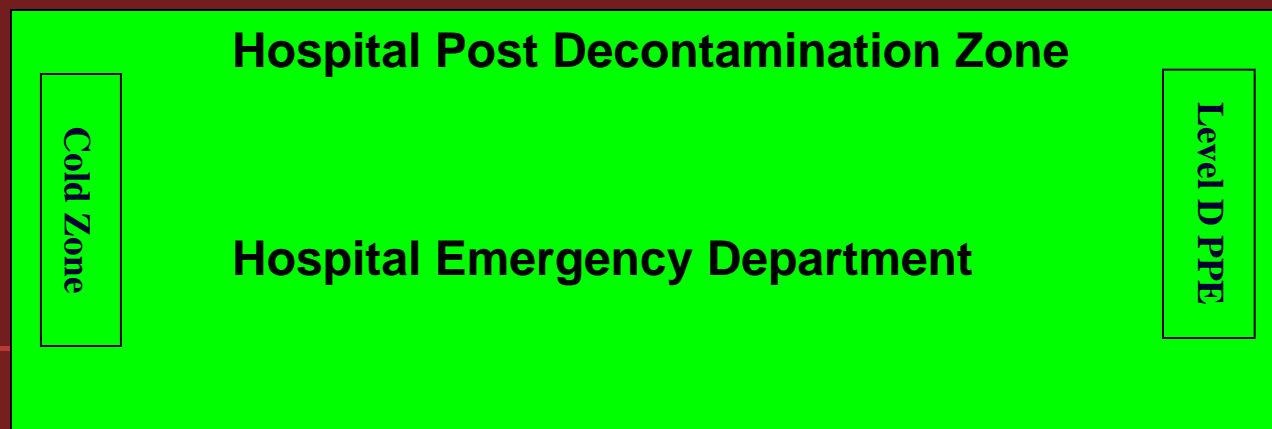 Hospital Post Decontamination Zone
Cold Zone
Level D PPE
Hospital Emergency Department